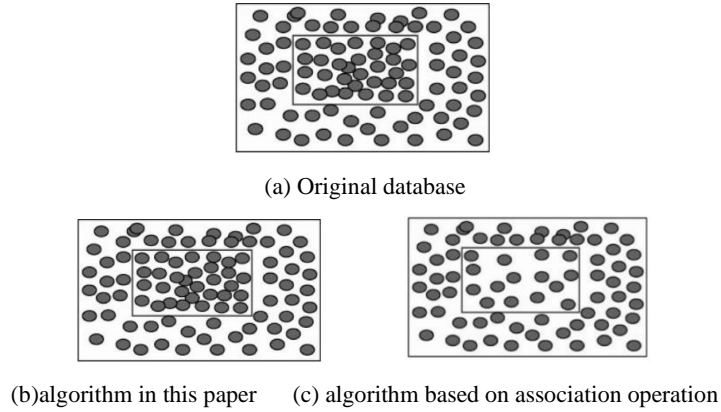 (a) Original database
(b)algorithm in this paper
(c) algorithm based on association operation